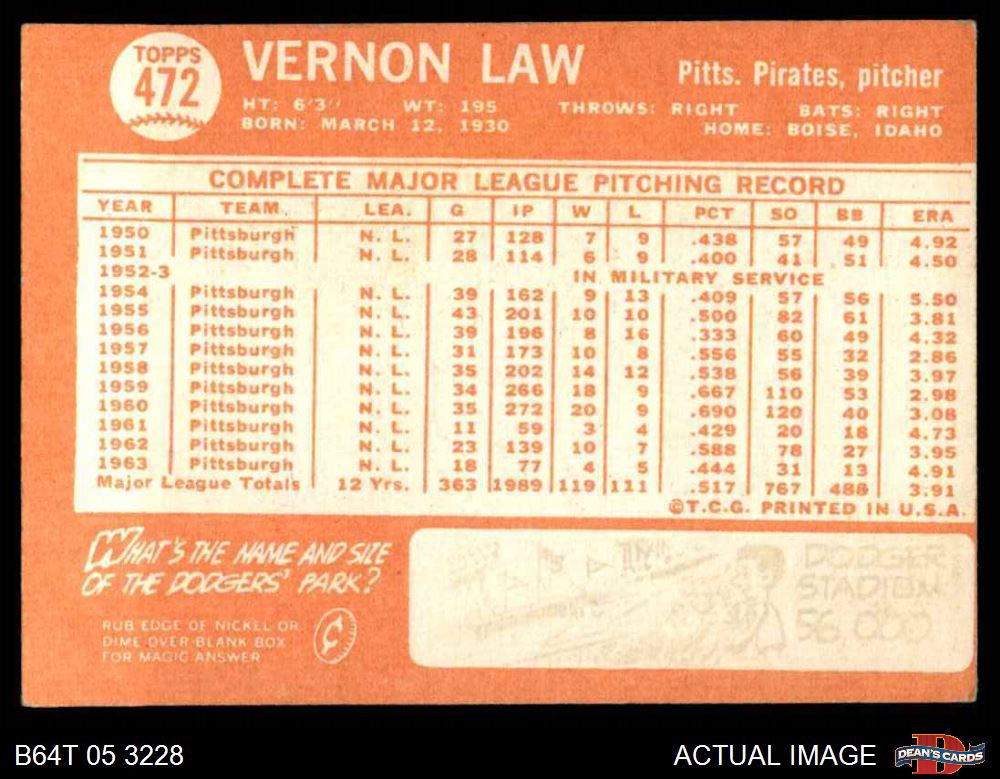 TOPPS
472
VERNON LAW
Pitts. Pirates, pitcher
HT: 6'3" WT: 195 THROWS: RIGHT BATS: RIGHT
BORN: MARCH 12, 1930 HOME: BOISE, IDAHO
COMPLETE MAJOR LEAGUE PITCHING RECORD
YEAR TEAM LEA. G IP W L PCT SO BB ERA
1950 Pittsburgh N. L. 27 128 7 9 .438 57 49 4.92
1951 Pittsburgh N. L. 28 114 6 9 .400 41 51 4.50
1952-3 IN MILITARY SERVICE
1954 Pittsburgh N. L. 39 162 9 13 .409 57 56 5.50
1955 Pittsburgh N. L. 43 201 10 10 .500 82 61 3.81
1956 Pittsburgh N. L. 39 196 8 16 .333 60 49 4.32
1957 Pittsburgh N. L. 31 173 10 8 .556 55 32 2.86
1958 Pittsburgh N. L. 35 202 14 12 .538 56 39 3.97
1959 Pittsburgh N. L. 34 266 18 9 .667 110 53 2.98
1960 Pittsburgh N. L. 35 272 20 9 .690 120 40 3.08
1961 Pittsburgh N. L. 11 59 3 4 .429 20 18 4.73
1962 Pittsburgh N. L. 23 139 10 7 .588 78 27 3.95
1963 Pittsburgh N. L. 18 77 4 5 .444 31 13 4.91
Major League Totals 12 Yrs. 363 1989 119 111 .517 767 488 3.91
©T.C.G. PRINTED IN U.S.A.
WHAT'S THE NAME AND SIZE
OF THE DODGERS' PARK?
RUB EDGE OF NICKEL OR
DIME OVER BLANK BOX
FOR MAGIC ANSWER
¢
DODGER
STADIUM
56,000
B64T 05 3228
ACTUAL IMAGE
DEAN'S CARDS